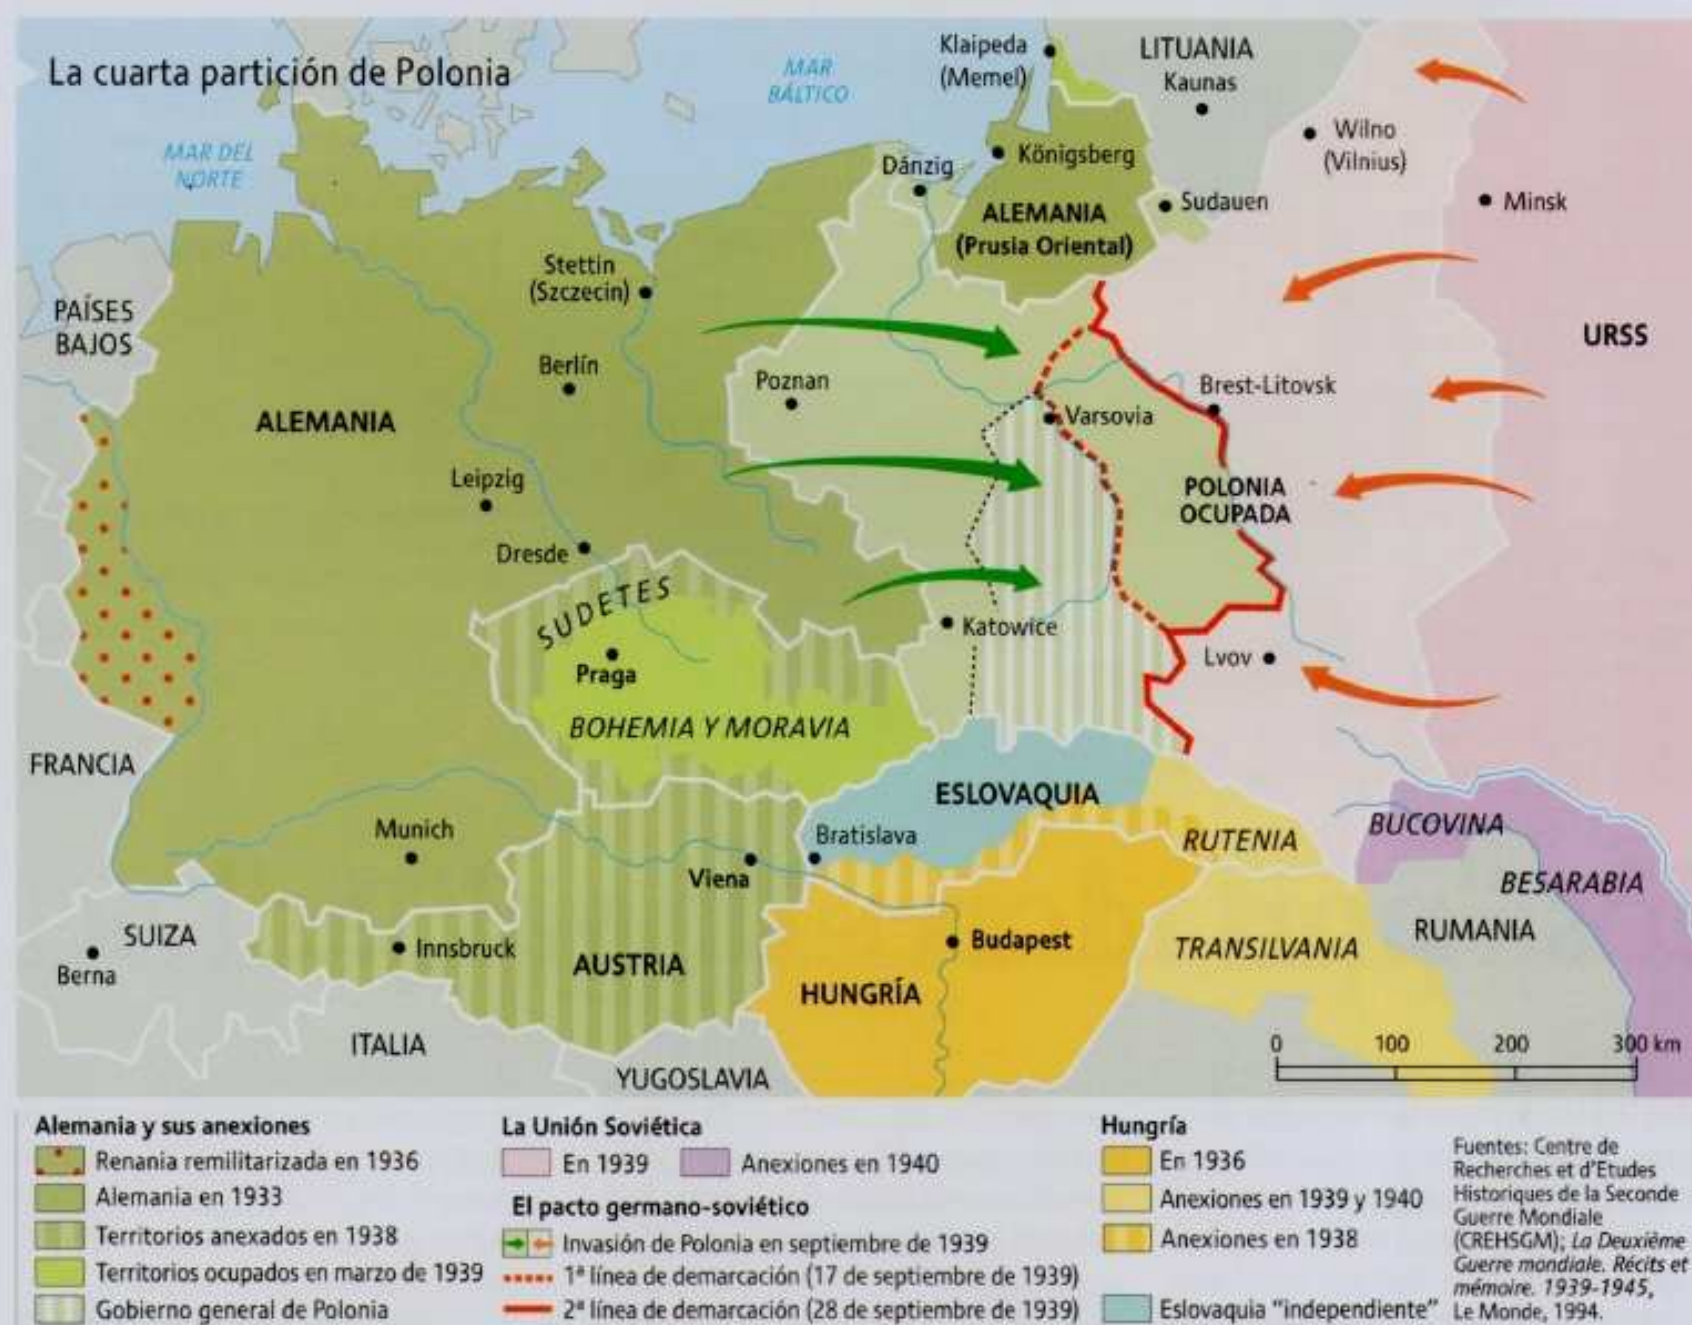 La cuarta partición de Polonia
MAR DEL
NORTE
MAR
BÁLTICO
Klaipeda
(Memel)
LITUANIA
Kaunas
Wilno
(Vilnius)
Dánzig
Königsberg
Sudauen
Minsk
ALEMANIA
(Prusia Oriental)
Stettin
(Szczecin)
PAÍSES
BAJOS
URSS
Berlín
Poznan
Brest-Litovsk
ALEMANIA
Varsovia
Leipzig
POLONIA
OCUPADA
Dresde
SUDETES
Katowice
Praga
Lvov
BOHEMIA Y MORAVIA
FRANCIA
ESLOVAQUIA
Munich
Bratislava
RUTENIA
BUCOVINA
Viena
BESARABIA
SUIZA
Innsbruck
Budapest
TRANSILVANIA
RUMANIA
Berna
AUSTRIA
HUNGRÍA
ITALIA
YUGOSLAVIA
0 100 200 300 km
Alemania y sus anexiones
Renania remilitarizada en 1936
Alemania en 1933
Territorios anexados en 1938
Territorios ocupados en marzo de 1939
Gobierno general de Polonia
La Unión Soviética
En 1939
Anexiones en 1940
El pacto germano-soviético
Invasión de Polonia en septiembre de 1939
1ª línea de demarcación (17 de septiembre de 1939)
2ª línea de demarcación (28 de septiembre de 1939)
Hungría
En 1936
Anexiones en 1939 y 1940
Anexiones en 1938
Eslovaquia "independiente"
Fuentes: Centre de
Recherches et d'Etudes
Historiques de la Seconde
Guerre Mondiale
(CREHSGM); La Deuxième
Guerre mondiale. Récits et
mémoire. 1939-1945,
Le Monde, 1994.